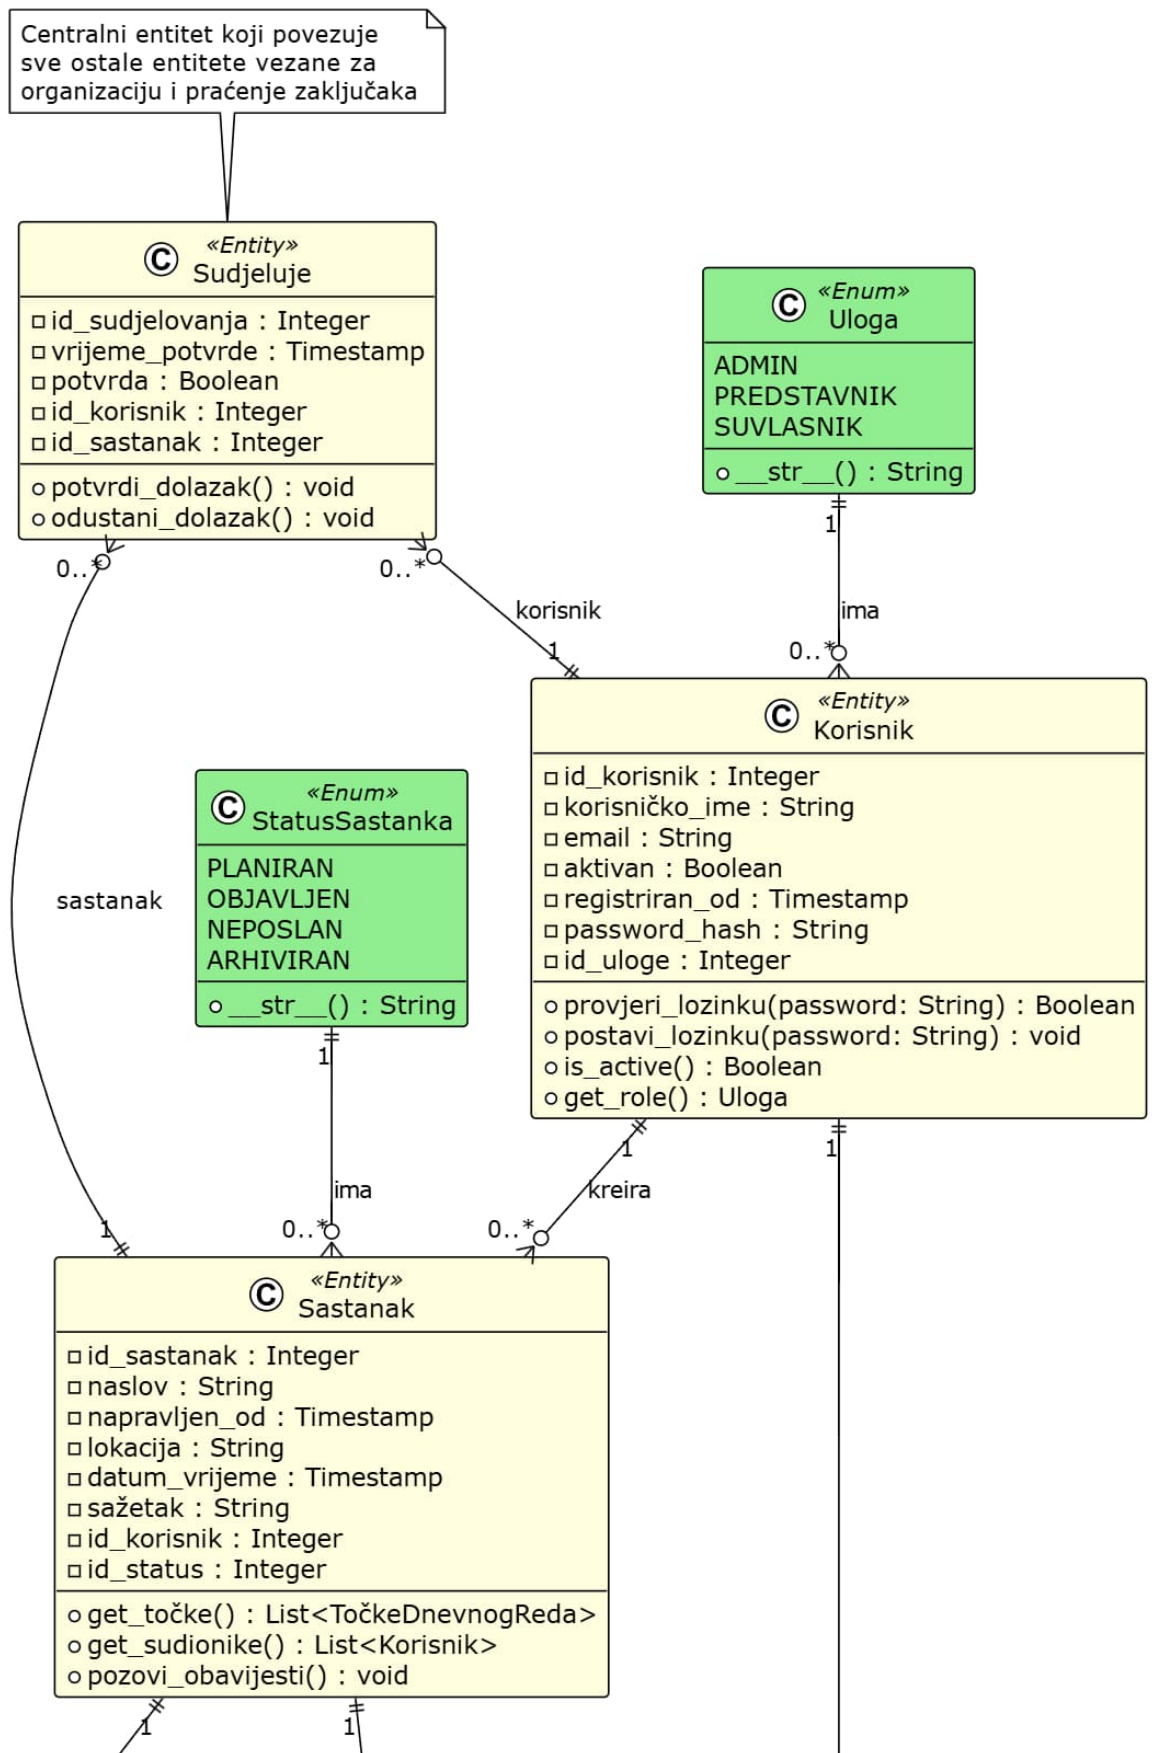 Centralni entitet koji povezuje
sve ostale entitete vezane za
organizaciju i praćenje zaključaka
«Entity»
C Sudjeluje
id_sudjelovanja : Integer
vrijeme_potvrde : Timestamp
potvrda : Boolean
id_korisnik : Integer
id_sastanak : Integer
potvrdi_dolazak() : void
odustani_dolazak() : void
«Enum»
C Uloga
ADMIN
PREDSTAVNIK
SUVLASNIK
__str__() : String
1
0..*
0..*
korisnik
ima
1
0..*
«Entity»
C Korisnik
id_korisnik : Integer
korisničko_ime : String
email : String
aktivan : Boolean
registriran_od : Timestamp
password_hash : String
id_uloge : Integer
provjeri_lozinku(password: String) : Boolean
postavi_lozinku(password: String) : void
is_active() : Boolean
get_role() : Uloga
«Enum»
C StatusSastanka
PLANIRAN
OBJAVLJEN
NEPOSLAN
ARHIVIRAN
__str__() : String
sastanak
1
1
1
ima
kreira
1
0..*
0..*
«Entity»
C Sastanak
id_sastanak : Integer
naslov : String
napravljen_od : Timestamp
lokacija : String
datum_vrijeme : Timestamp
sažetak : String
id_korisnik : Integer
id_status : Integer
get_točke() : List<TočkeDnevnogReda>
get_sudionike() : List<Korisnik>
pozovi_obavijesti() : void
1
1